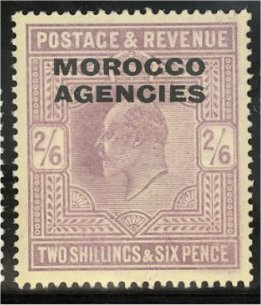 POSTAGE & REVENUE
MOROCCO
AGENCIES
2/6 2/6
TWO SHILLINGS & SIX PENCE